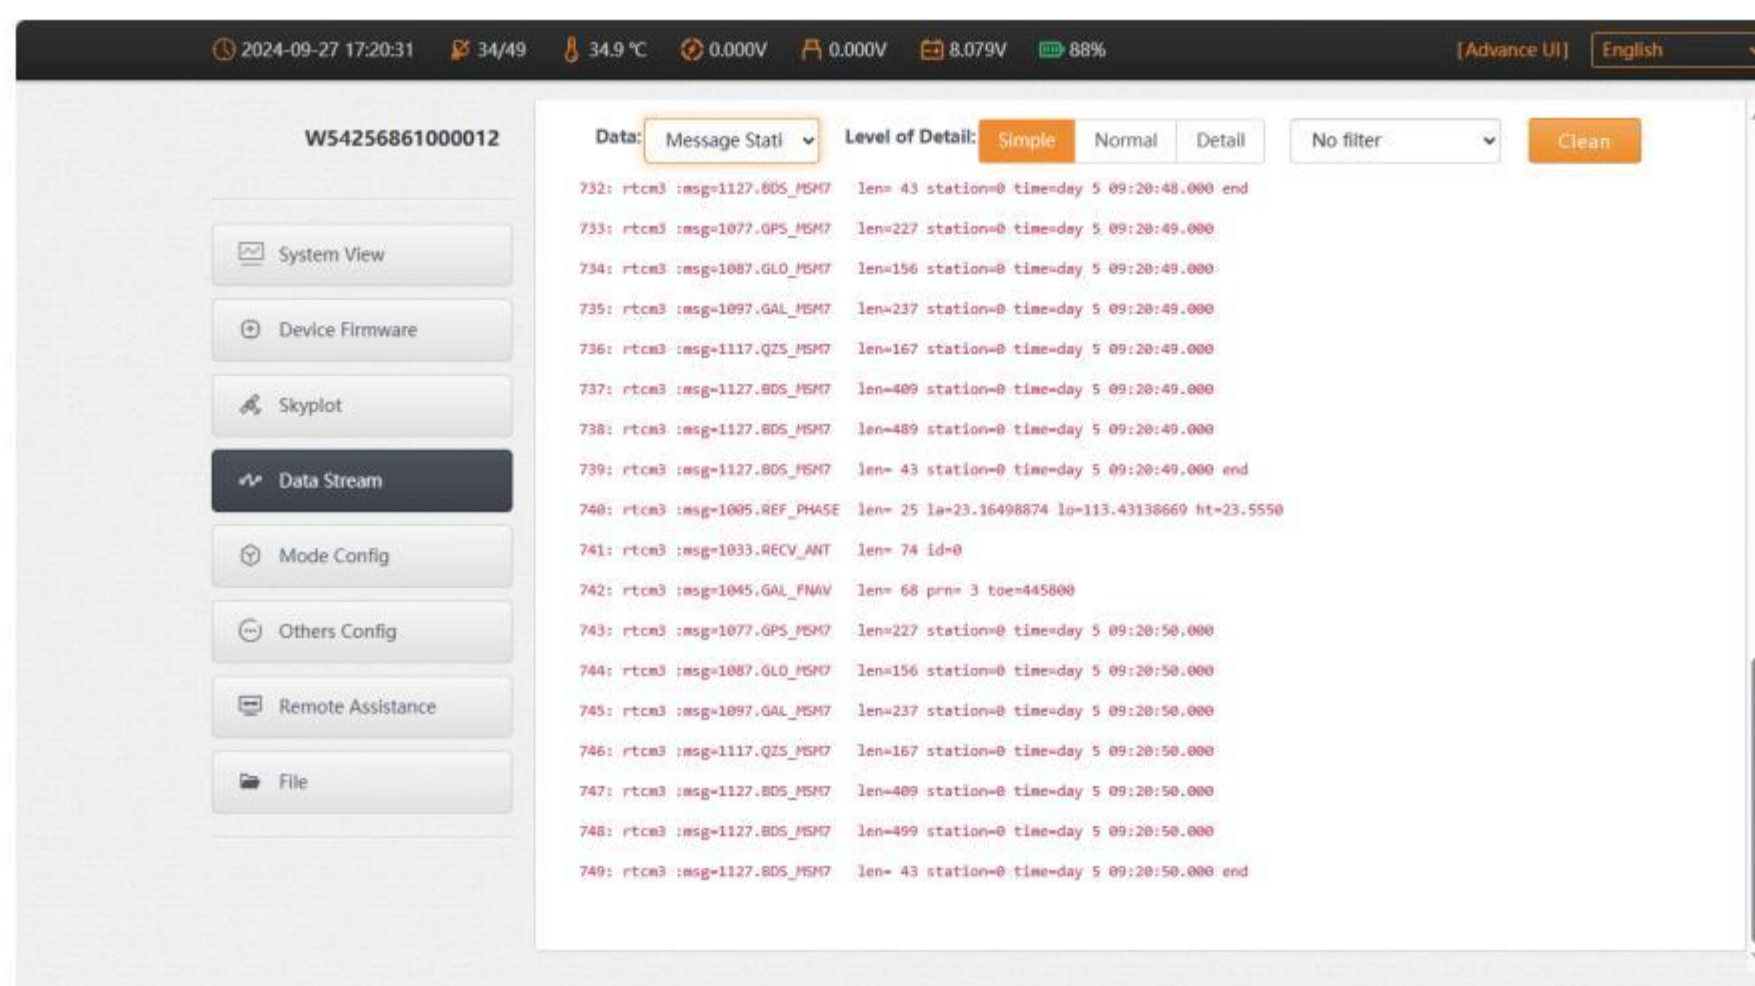 2024-09-27 17:20:31 34/49 34.9 ℃ 0.000V 0.000V 8.079V 88% [Advance UI] English
W54256861000012
System View
Device Firmware
Skyplot
Data Stream
Mode Config
Others Config
Remote Assistance
File
Data: Message Stati Level of Detail: Simple Normal Detail No filter Clean
732: rtcm3 :msg=1127.BDS_MSM7 len= 43 station=0 time=day 5 09:20:48.000 end
733: rtcm3 :msg=1077.GPS_MSM7 len=227 station=0 time=day 5 09:20:49.000
734: rtcm3 :msg=1087.GLO_MSM7 len=156 station=0 time=day 5 09:20:49.000
735: rtcm3 :msg=1097.GAL_MSM7 len=237 station=0 time=day 5 09:20:49.000
736: rtcm3 :msg=1117.QZS_MSM7 len=167 station=0 time=day 5 09:20:49.000
737: rtcm3 :msg=1127.BDS_MSM7 len=409 station=0 time=day 5 09:20:49.000
738: rtcm3 :msg=1127.BDS_MSM7 len=489 station=0 time=day 5 09:20:49.000
739: rtcm3 :msg=1127.BDS_MSM7 len= 43 station=0 time=day 5 09:20:49.000 end
740: rtcm3 :msg=1005.REF_PHASE len= 25 la=23.16498874 lo=113.43138669 ht=23.5550
741: rtcm3 :msg=1033.RECV_ANT len= 74 id=0
742: rtcm3 :msg=1045.GAL_FNAV len= 68 prn= 3 toe=445800
743: rtcm3 :msg=1077.GPS_MSM7 len=227 station=0 time=day 5 09:20:50.000
744: rtcm3 :msg=1087.GLO_MSM7 len=156 station=0 time=day 5 09:20:50.000
745: rtcm3 :msg=1097.GAL_MSM7 len=237 station=0 time=day 5 09:20:50.000
746: rtcm3 :msg=1117.QZS_MSM7 len=167 station=0 time=day 5 09:20:50.000
747: rtcm3 :msg=1127.BDS_MSM7 len=409 station=0 time=day 5 09:20:50.000
748: rtcm3 :msg=1127.BDS_MSM7 len=499 station=0 time=day 5 09:20:50.000
749: rtcm3 :msg=1127.BDS_MSM7 len= 43 station=0 time=day 5 09:20:50.000 end